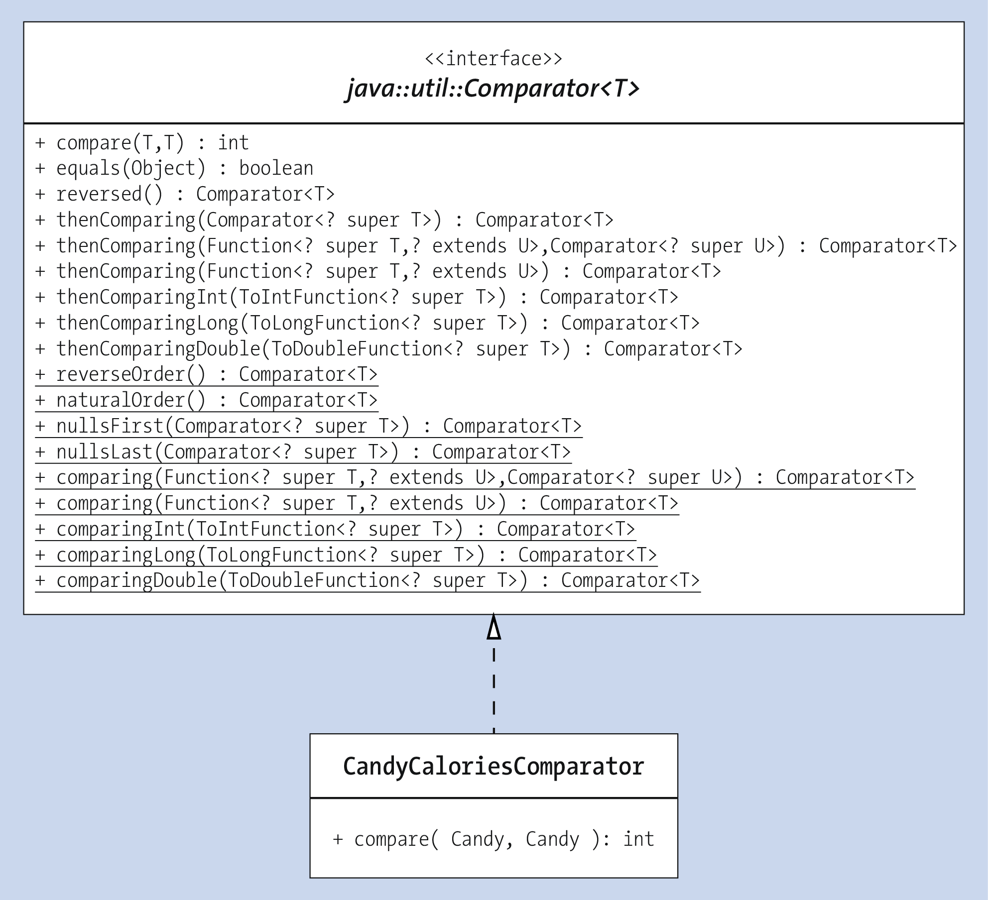 <<interface>>
java::util::Comparator<T>
+ compare(T,T) : int
+ equals(Object) : boolean
+ reversed() : Comparator<T>
+ thenComparing(Comparator<? super T>) : Comparator<T>
+ thenComparing(Function<? super T,? extends U>,Comparator<? super U>) : Comparator<T>
+ thenComparing(Function<? super T,? extends U>) : Comparator<T>
+ thenComparingInt(ToIntFunction<? super T>) : Comparator<T>
+ thenComparingLong(ToLongFunction<? super T>) : Comparator<T>
+ thenComparingDouble(ToDoubleFunction<? super T>) : Comparator<T>
+ reverseOrder() : Comparator<T>
+ naturalOrder() : Comparator<T>
+ nullsFirst(Comparator<? super T>) : Comparator<T>
+ nullsLast(Comparator<? super T>) : Comparator<T>
+ comparing(Function<? super T,? extends U>,Comparator<? super U>) : Comparator<T>
+ comparing(Function<? super T,? extends U>) : Comparator<T>
+ comparingInt(ToIntFunction<? super T>) : Comparator<T>
+ comparingLong(ToLongFunction<? super T>) : Comparator<T>
+ comparingDouble(ToDoubleFunction<? super T>) : Comparator<T>
CandyCaloriesComparator
+ compare( Candy, Candy ): int